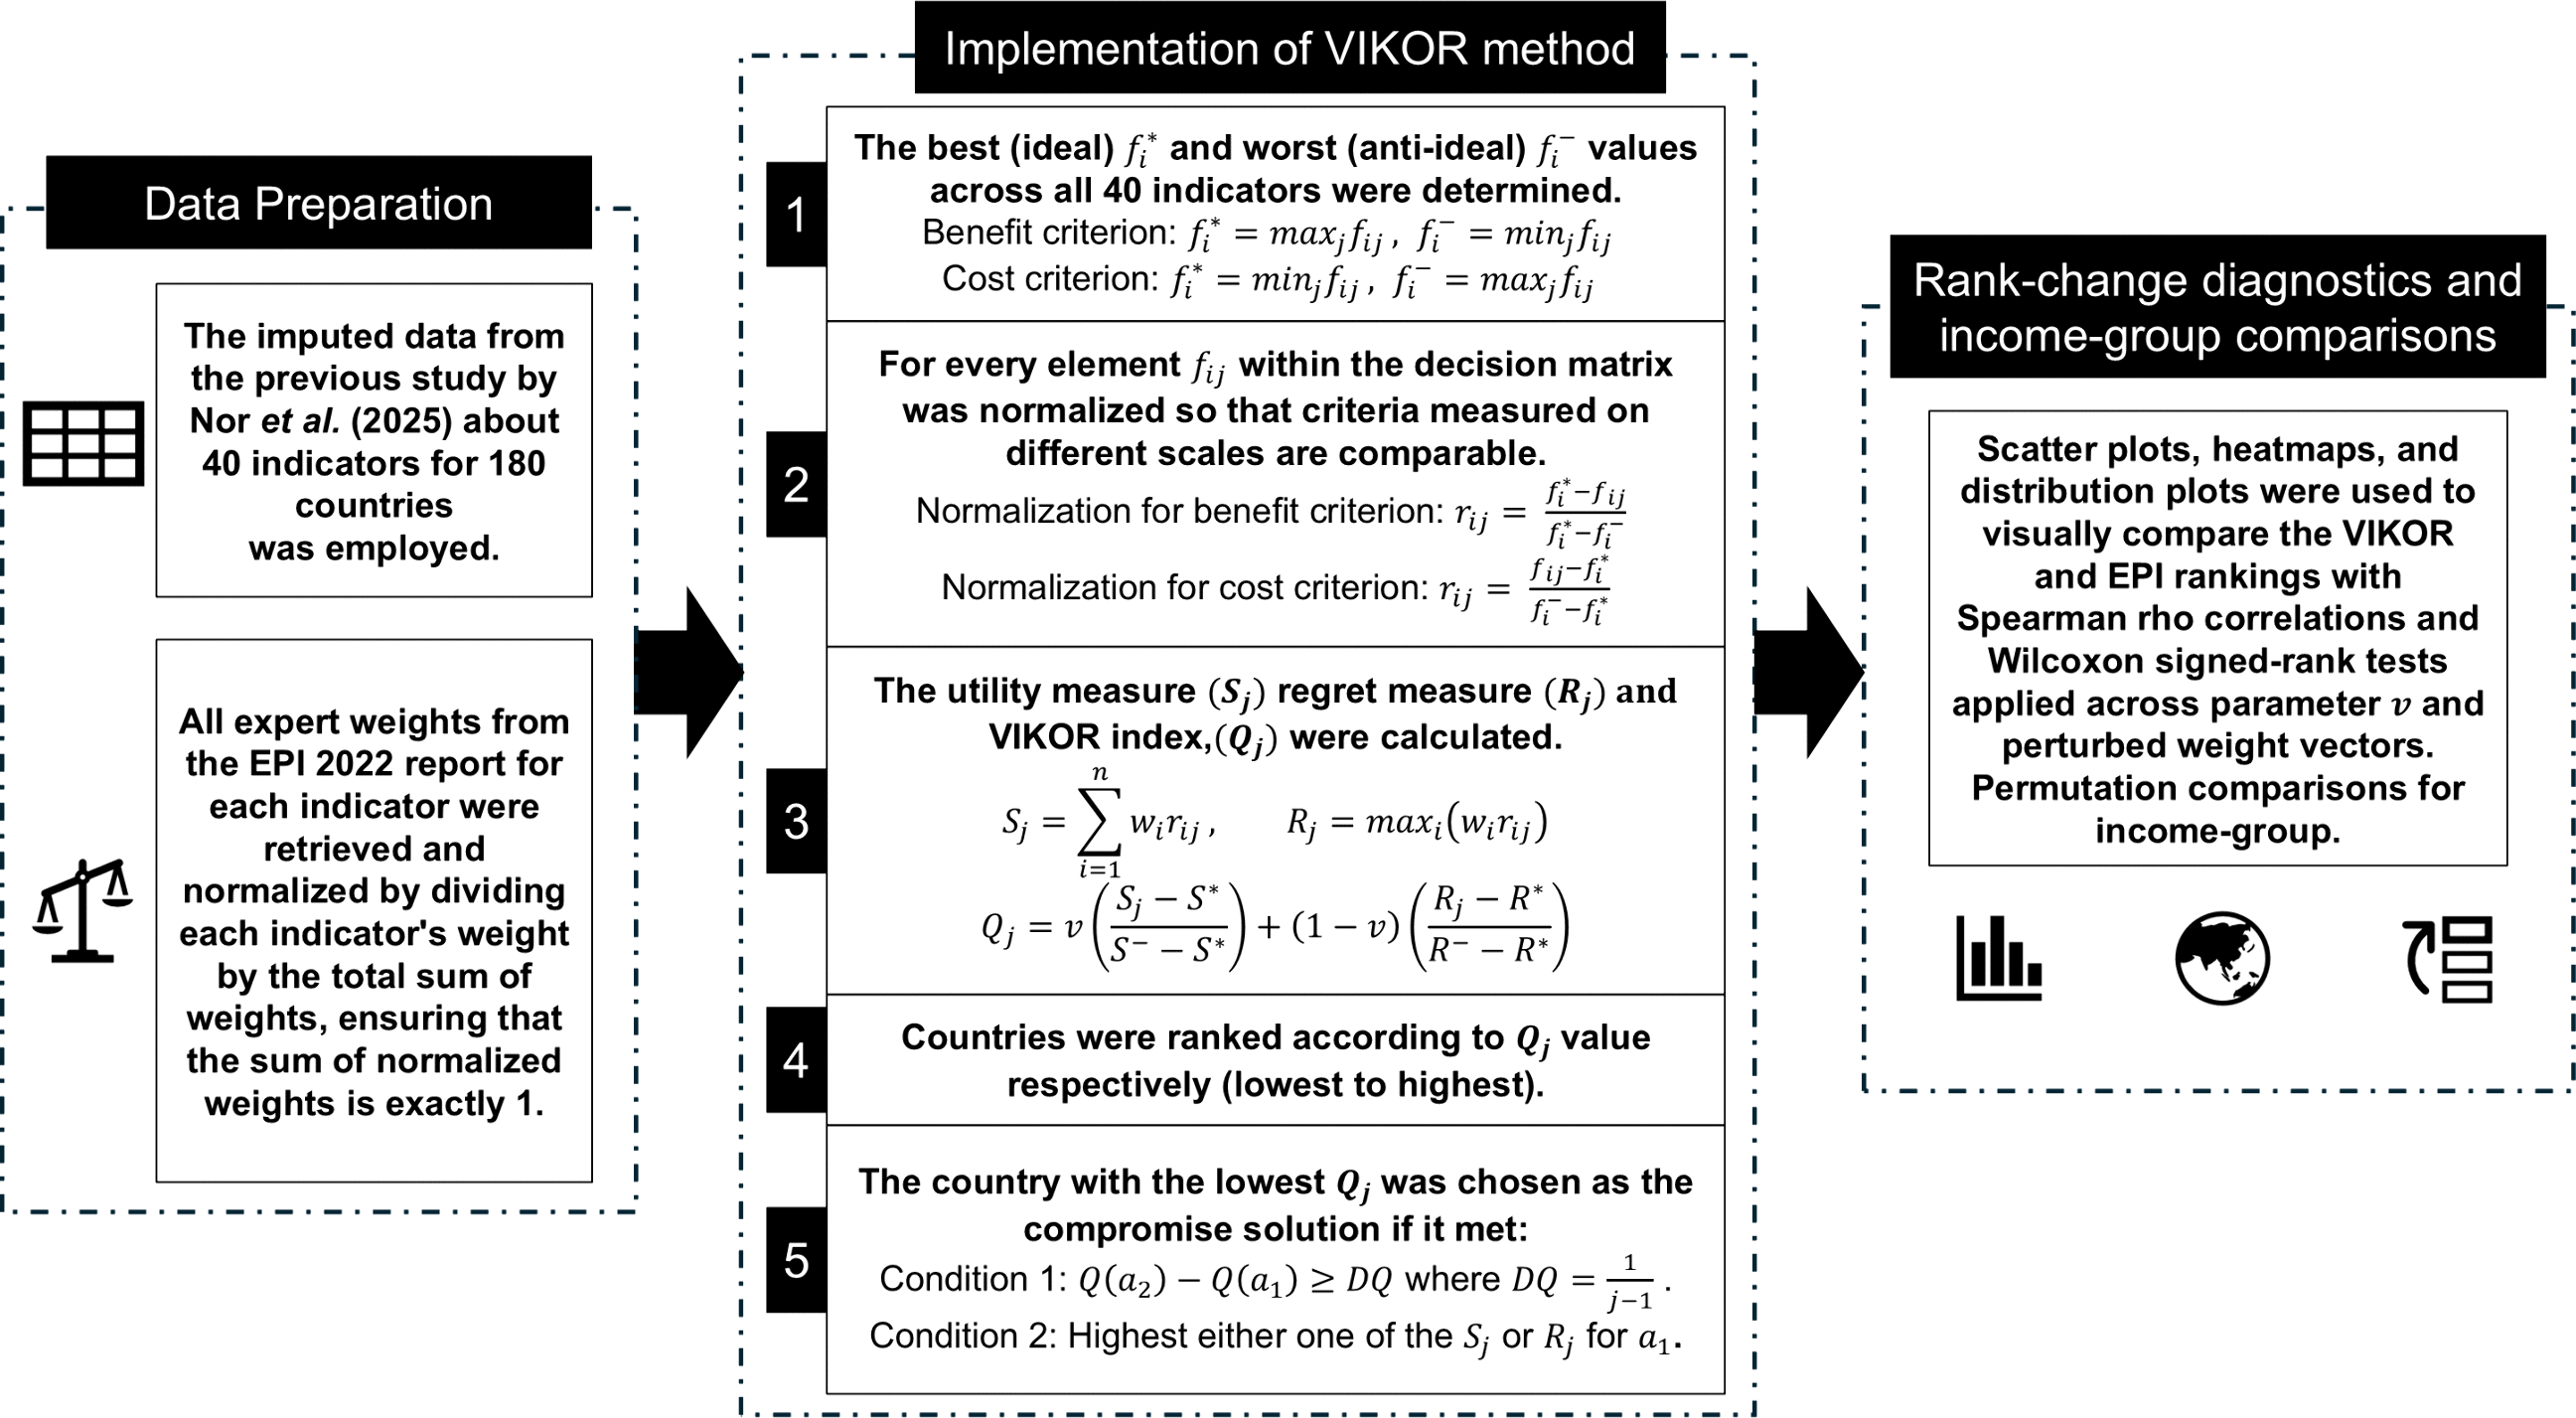 Data Preparation
The imputed data from
the previous study by
Nor et al. (2025) about
40 indicators for 180
countries
was employed.
All expert weights from
the EPI 2022 report for
each indicator were
retrieved and
normalized by dividing
each indicator's weight
by the total sum of
weights, ensuring that
the sum of normalized
weights is exactly 1.
Implementation of VIKOR method
1
The best (ideal) f_i^* and worst (anti-ideal) f_i^− values
across all 40 indicators were determined.
Benefit criterion: f_i^* = max_j f_ij , f_i^− = min_j f_ij
Cost criterion: f_i^* = min_j f_ij , f_i^− = max_j f_ij
2
For every element f_ij within the decision matrix
was normalized so that criteria measured on
different scales are comparable.
Normalization for benefit criterion: r_ij = (f_i^*−f_ij)/(f_i^*−f_i^−)
Normalization for cost criterion: r_ij = (f_ij−f_i^*)/(f_i^−−f_i^*)
3
The utility measure (S_j) regret measure (R_j) and
VIKOR index,(Q_j) were calculated.
S_j = ∑_{i=1}^{n} w_i r_ij , R_j = max_i(w_i r_ij)
Q_j = v((S_j − S^*)/(S^− − S^*)) + (1 − v)((R_j − R^*)/(R^− − R^*))
4
Countries were ranked according to Q_j value
respectively (lowest to highest).
5
The country with the lowest Q_j was chosen as the
compromise solution if it met:
Condition 1: Q(a_2) − Q(a_1) ≥ DQ where DQ = 1/(j−1) .
Condition 2: Highest either one of the S_j or R_j for a_1.
Rank-change diagnostics and
income-group comparisons
Scatter plots, heatmaps, and
distribution plots were used to
visually compare the VIKOR
and EPI rankings with
Spearman rho correlations and
Wilcoxon signed-rank tests
applied across parameter v and
perturbed weight vectors.
Permutation comparisons for
income-group.